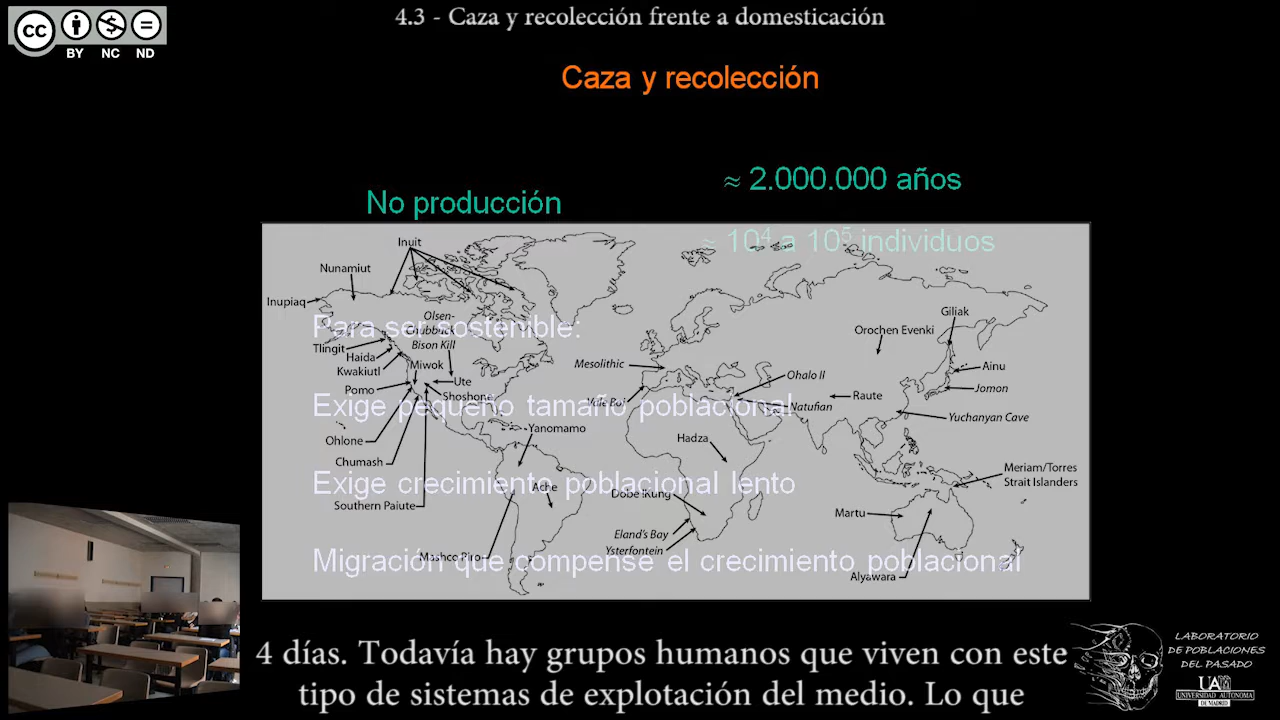 4.3 - Caza y recolección frente a domesticación
cc
BY NC ND
Caza y recolección
≈ 2.000.000 años
No producción
≈ 10⁴ a 10⁵ individuos
Inuit
Nunamiut
Inupiaq
Olsen-
Chubbuck
Bison Kill
Giliak
Orochen Evenki
Para ser sostenible:
Tlingit
Haida
Kwakiutl
Miwok
Mesolithic
Ohalo II
Ainu
Pomo
Ute
Shoshone
Raute
Jomon
Exige pequeño tamaño poblacional
Natufian
Yuchanyan Cave
Yanomamo
Ohlone
Hadza
Chumash
Meriam/Torres
Strait Islanders
Exige crecimiento poblacional lento
Ache
Dobe !Kung
Southern Paiute
Martu
Eland's Bay
Ysterfontein
Mashco Piro
Migración que compense el crecimiento poblacional
Alyawara
4 días. Todavía hay grupos humanos que viven con este
tipo de sistemas de explotación del medio. Lo que
LABORATORIO
DE POBLACIONES
DEL PASADO
UAM
UNIVERSIDAD AUTONOMA
DE MADRID